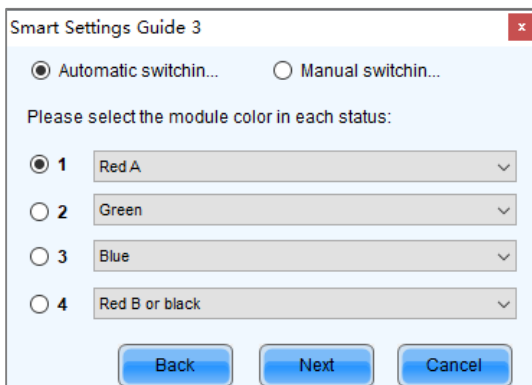 Smart Settings Guide 3
x
Automatic switchin... Manual switchin...
Please select the module color in each status:
1 Red A
2 Green
3 Blue
4 Red B or black
Back Next Cancel